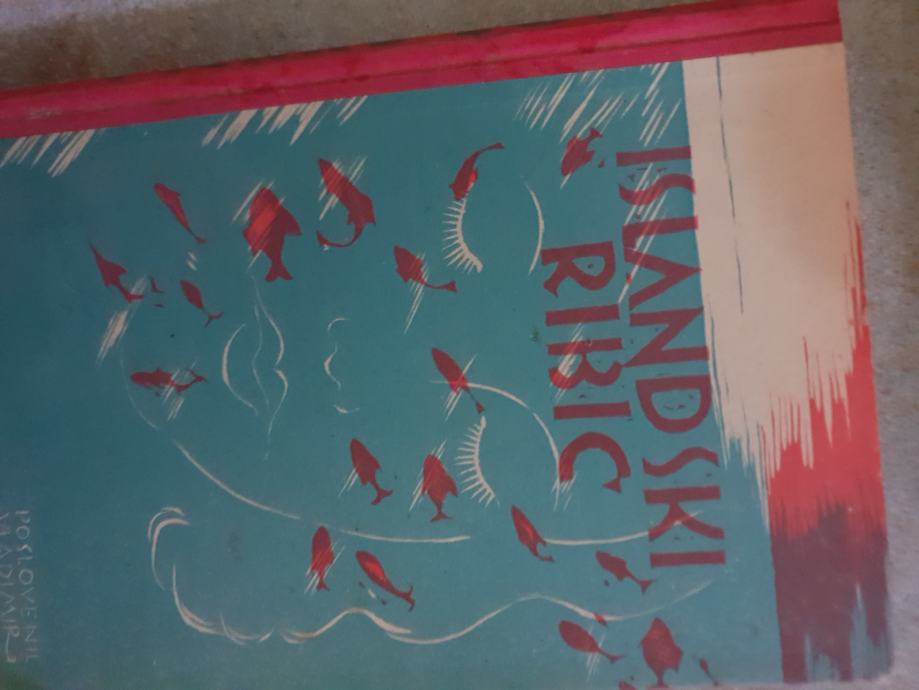 ISLANDSKI
RIBIČ
POSLOVENIL
VLADIMIR